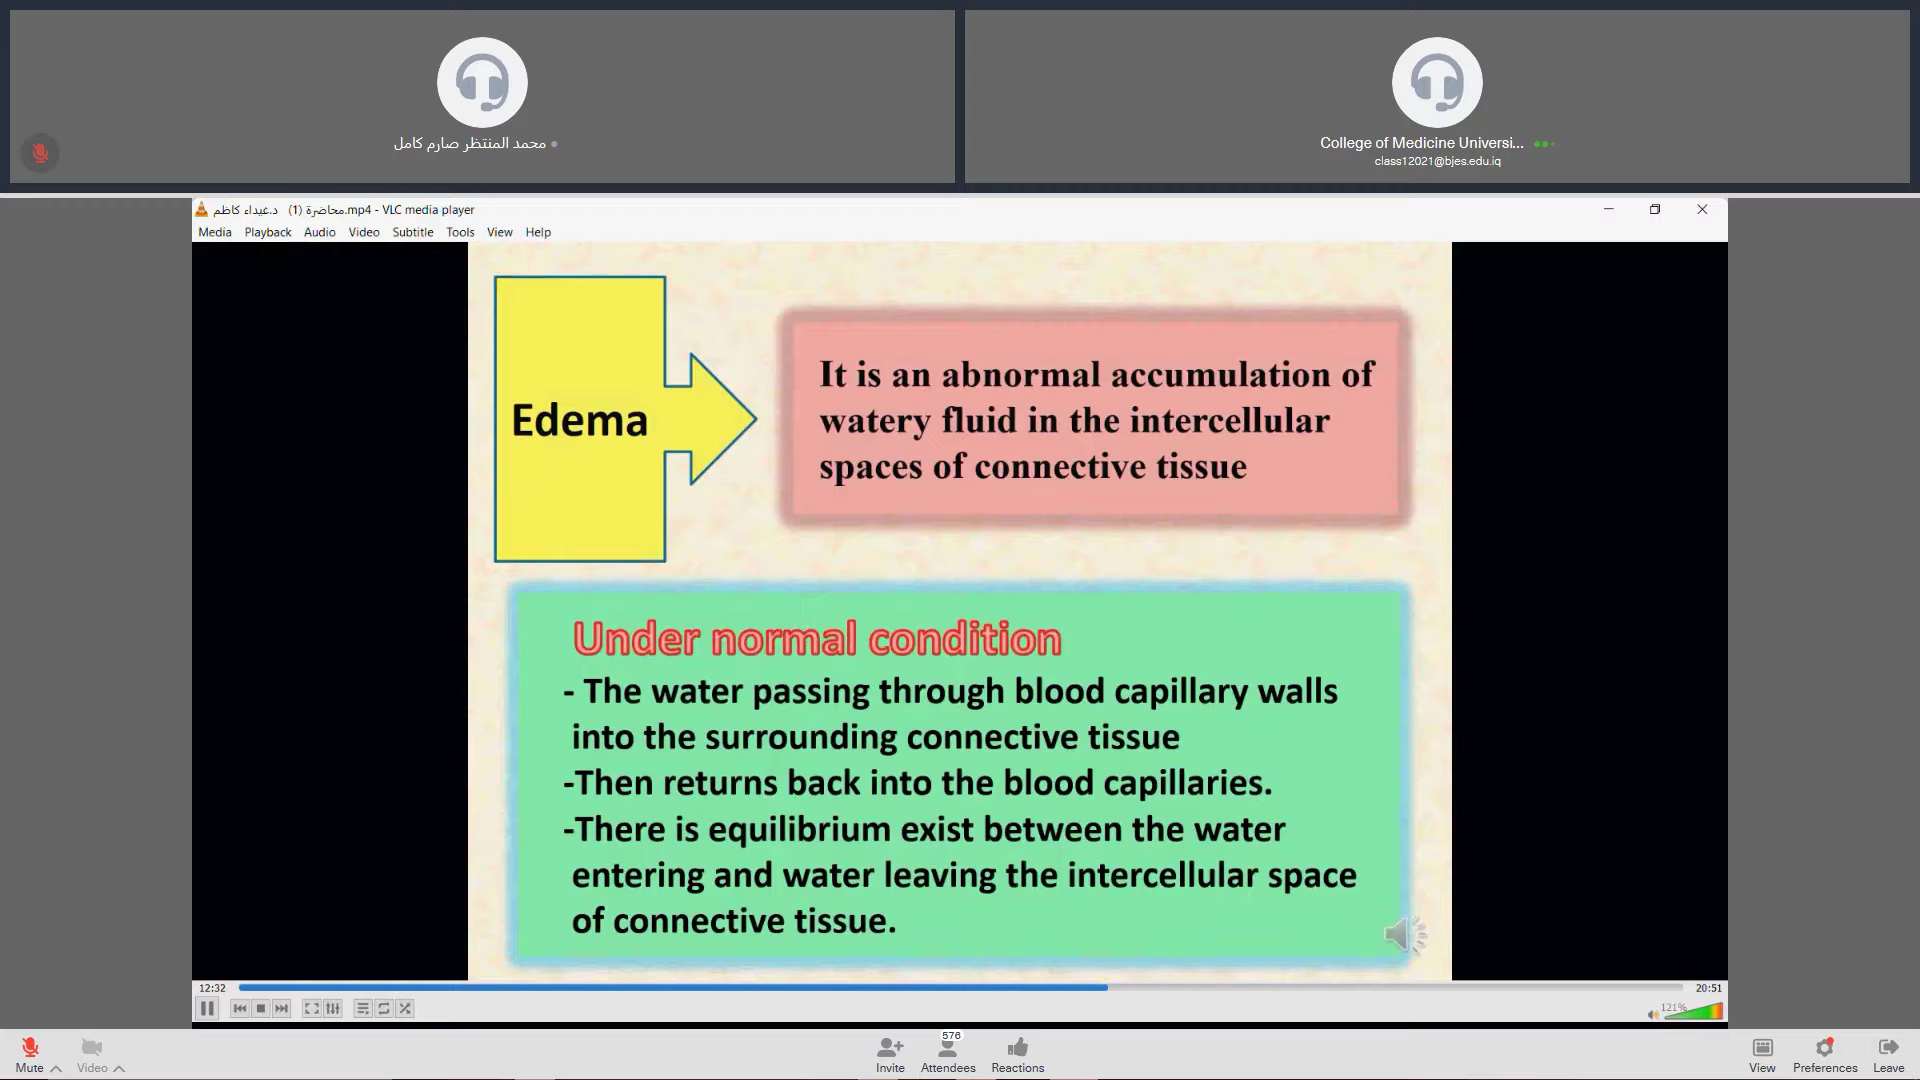 محمد المنتظر صارم كامل
College of Medicine Universi...
class12021@bjes.edu.iq
محاضرة (1) د.غيداء كاظم.mp4 - VLC media player
Media Playback Audio Video Subtitle Tools View Help
Edema
It is an abnormal accumulation of
watery fluid in the intercellular
spaces of connective tissue
Under normal condition
- The water passing through blood capillary walls
into the surrounding connective tissue
-Then returns back into the blood capillaries.
-There is equilibrium exist between the water
entering and water leaving the intercellular space
of connective tissue.
12:32
20:51
121%
576
Mute Video Invite Attendees Reactions View Preferences Leave